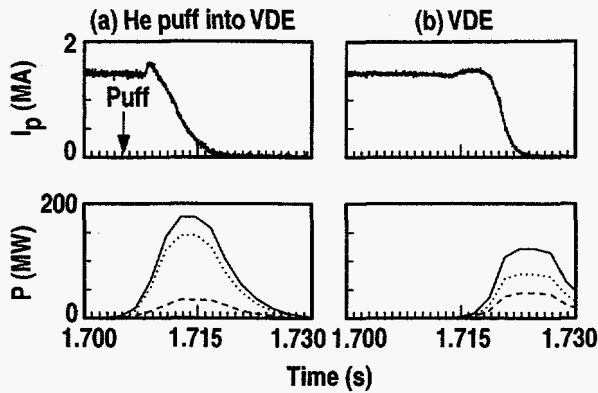 (a) He puff into VDE
(b) VDE
2
Puff
0
I_p (MA)
200
0
P (MW)
1.700
1.715
1.730
1.700
1.715
1.730
Time (s)